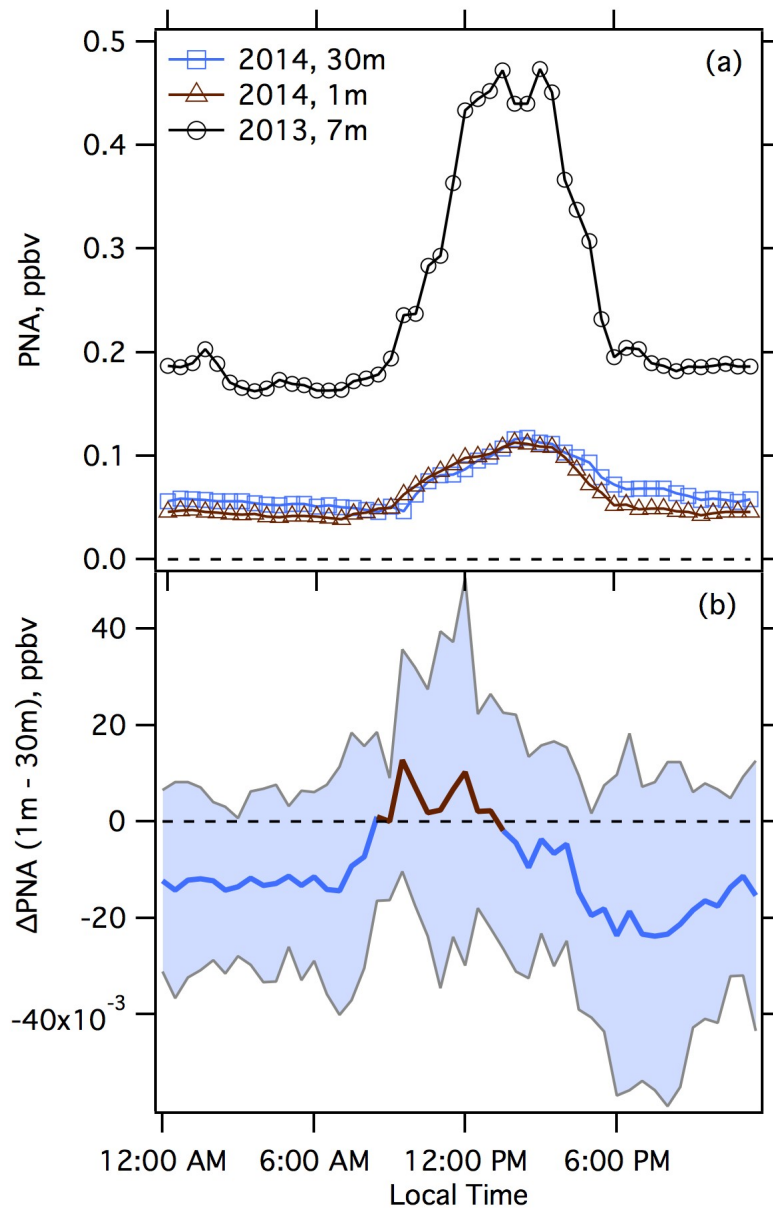 0.5
0.4
0.3
0.2
0.1
0.0
PNA, ppbv
2014, 30m
2014, 1m
2013, 7m
(a)
40
20
0
-20
-40x10⁻³
ΔPNA (1m - 30m), ppbv
(b)
12:00 AM
6:00 AM
12:00 PM
6:00 PM
Local Time